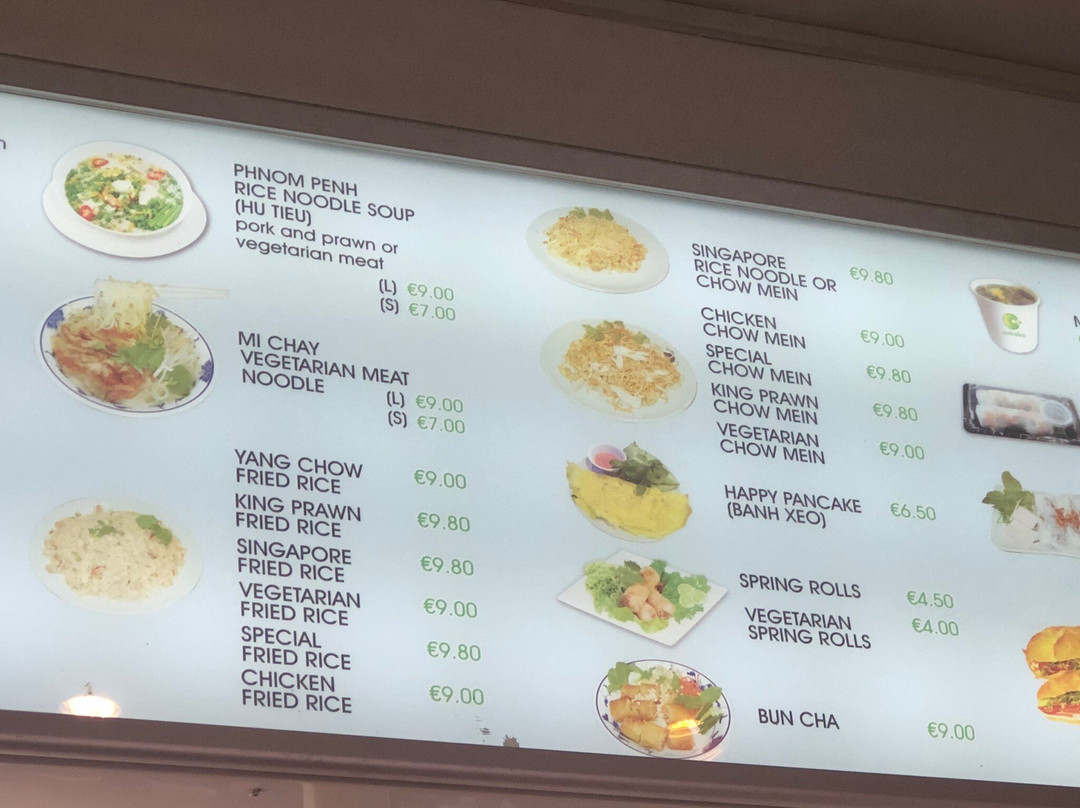 PHNOM PENH
RICE NOODLE SOUP
(HU TIEU)
pork and prawn or
vegetarian meat
(L) €9.00
(S) €7.00
MI CHAY
VEGETARIAN MEAT
NOODLE
(L) €9.00
(S) €7.00
YANG CHOW
FRIED RICE €9.00
KING PRAWN
FRIED RICE €9.80
SINGAPORE
FRIED RICE €9.80
VEGETARIAN
FRIED RICE €9.00
SPECIAL
FRIED RICE €9.80
CHICKEN
FRIED RICE €9.00
SINGAPORE
RICE NOODLE OR €9.80
CHOW MEIN
CHICKEN
CHOW MEIN €9.00
SPECIAL
CHOW MEIN €9.80
KING PRAWN
CHOW MEIN €9.80
VEGETARIAN
CHOW MEIN €9.00
HAPPY PANCAKE
(BANH XEO) €6.50
SPRING ROLLS €4.50
VEGETARIAN €4.00
SPRING ROLLS
BUN CHA €9.00